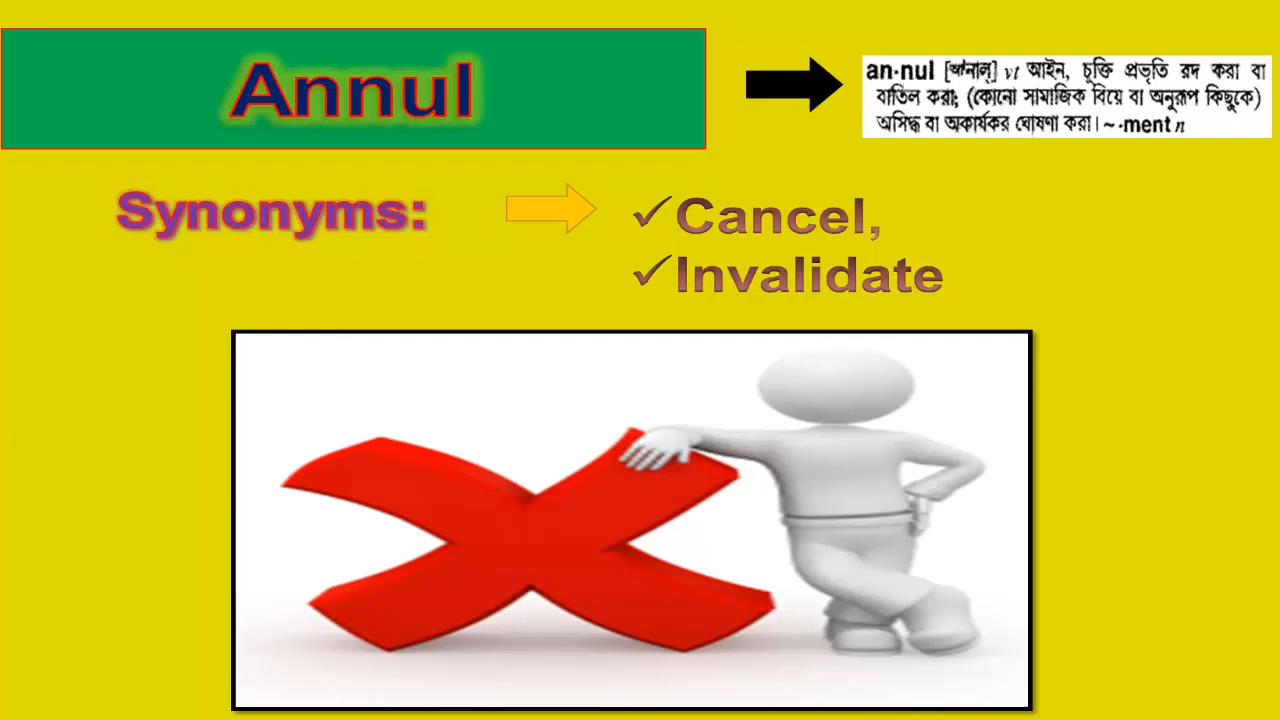 Annul
an·nul [অ্যানাল্] vt আইন, চুক্তি প্রভৃতি রদ করা বা
বাতিল করা; (কোনো সামাজিক বিয়ে বা অনুরূপ কিছুকে)
অসিদ্ধ বা অকার্যকর ঘোষণা করা। ~·ment n
Synonyms:
✓Cancel,
✓Invalidate